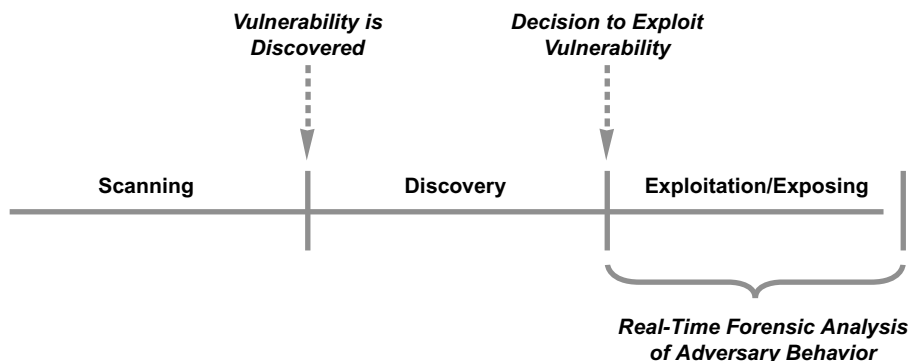 Vulnerability is
Discovered
Decision to Exploit
Vulnerability
Scanning
Discovery
Exploitation/Exposing
Real-Time Forensic Analysis
of Adversary Behavior